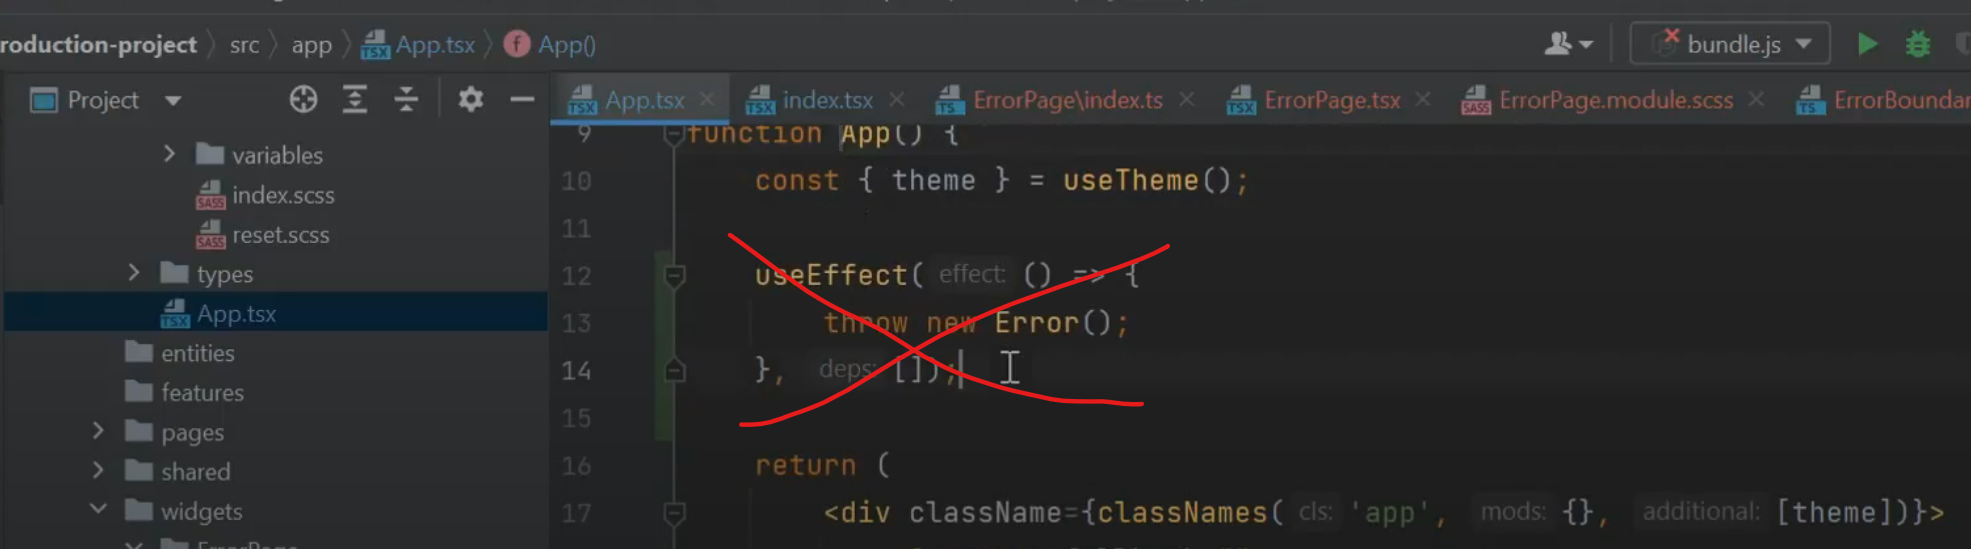 roduction-project src app App.tsx App() bundle.js
Project
App.tsx index.tsx ErrorPage\index.ts ErrorPage.tsx ErrorPage.module.scss ErrorBoundar
variables
index.scss
reset.scss
types
App.tsx
entities
features
pages
shared
widgets
ErrorPage
9 function App() {
10 const { theme } = useTheme();
11
12 useEffect( effect: () => {
13 throw new Error();
14 }, deps: []);
15
16 return (
17 <div className={classNames( cls: 'app', mods: {}, additional: [theme])}>